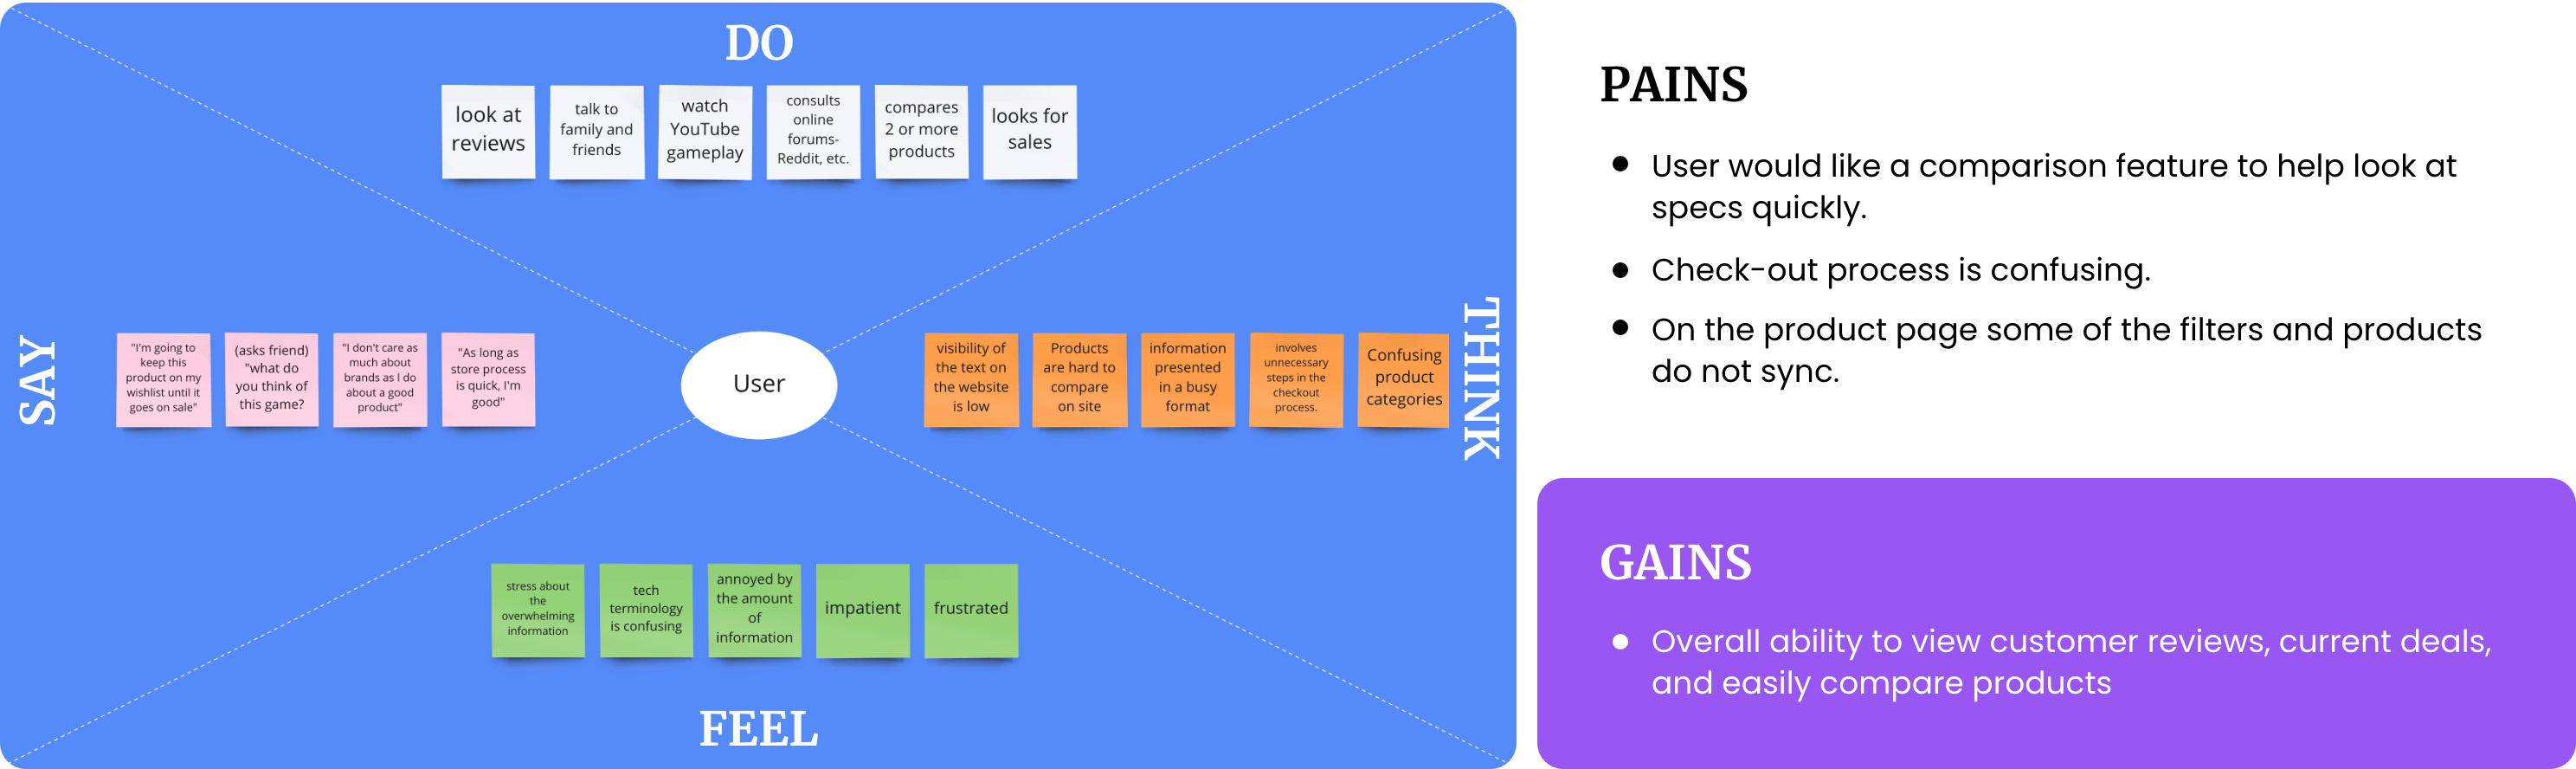 DO
look at
reviews
talk to
family and
friends
watch
YouTube
gameplay
consults
online
forums-
Reddit, etc.
compares
2 or more
products
looks for
sales
SAY
"I'm going to
keep this
product on my
wishlist until it
goes on sale"
(asks friend)
"what do
you think of
this game?
"I don't care as
much about
brands as I do
about a good
product"
"As long as
store process
is quick, I'm
good"
User
visibility of
the text on
the website
is low
Products
are hard to
compare
on site
information
presented
in a busy
format
involves
unnecessary
steps in the
checkout
process.
Confusing
product
categories
THINK
stress about
the
overwhelming
information
tech
terminology
is confusing
annoyed by
the amount
of
information
impatient
frustrated
FEEL
PAINS
● User would like a comparison feature to help look at
specs quickly.
● Check-out process is confusing.
● On the product page some of the filters and products
do not sync.
GAINS
● Overall ability to view customer reviews, current deals,
and easily compare products